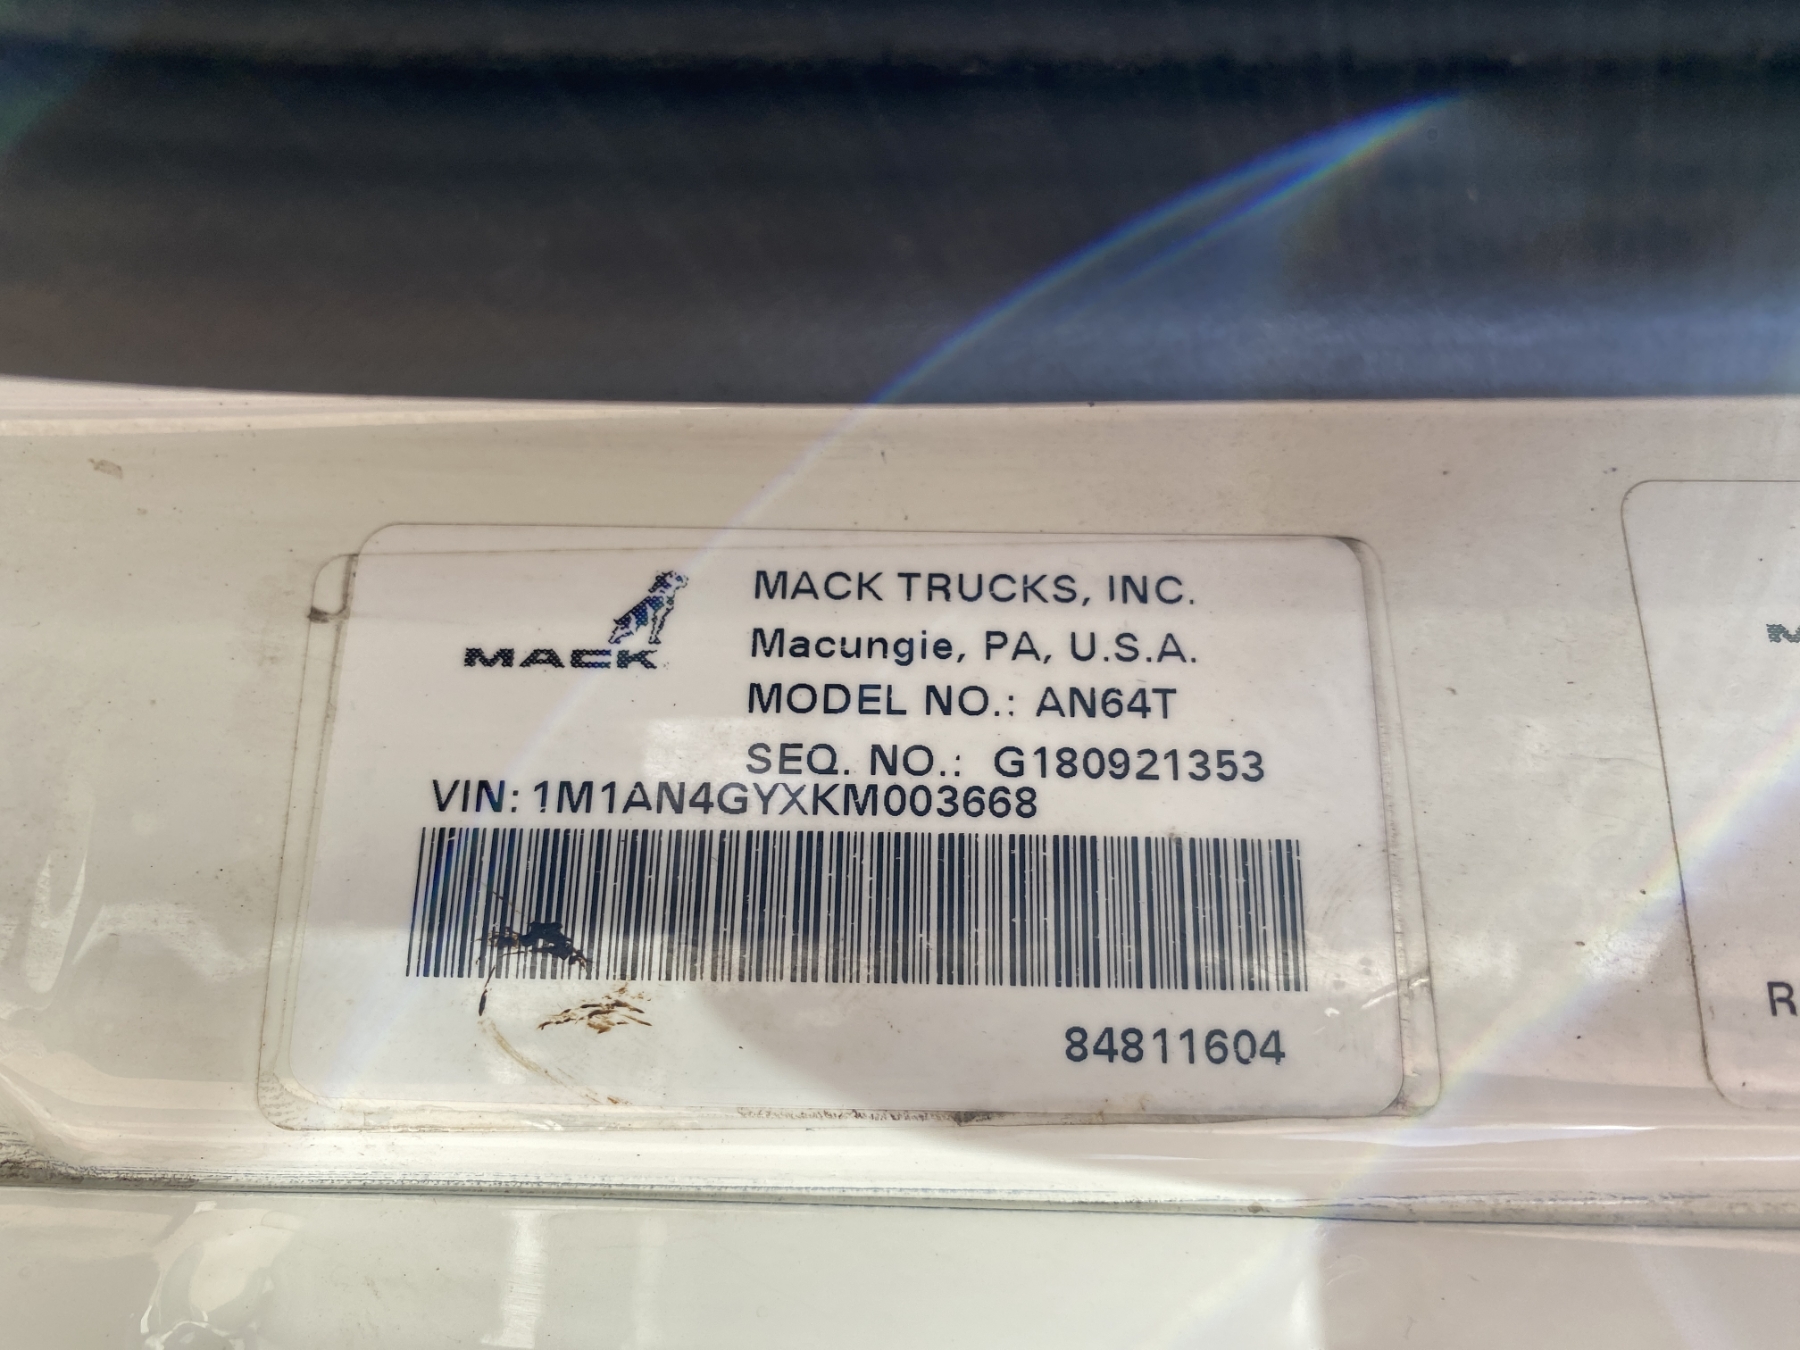 MACK
MACK TRUCKS, INC.
Macungie, PA, U.S.A.
MODEL NO.: AN64T
SEQ. NO.: G180921353
VIN: 1M1AN4GYXKM003668
84811604
R